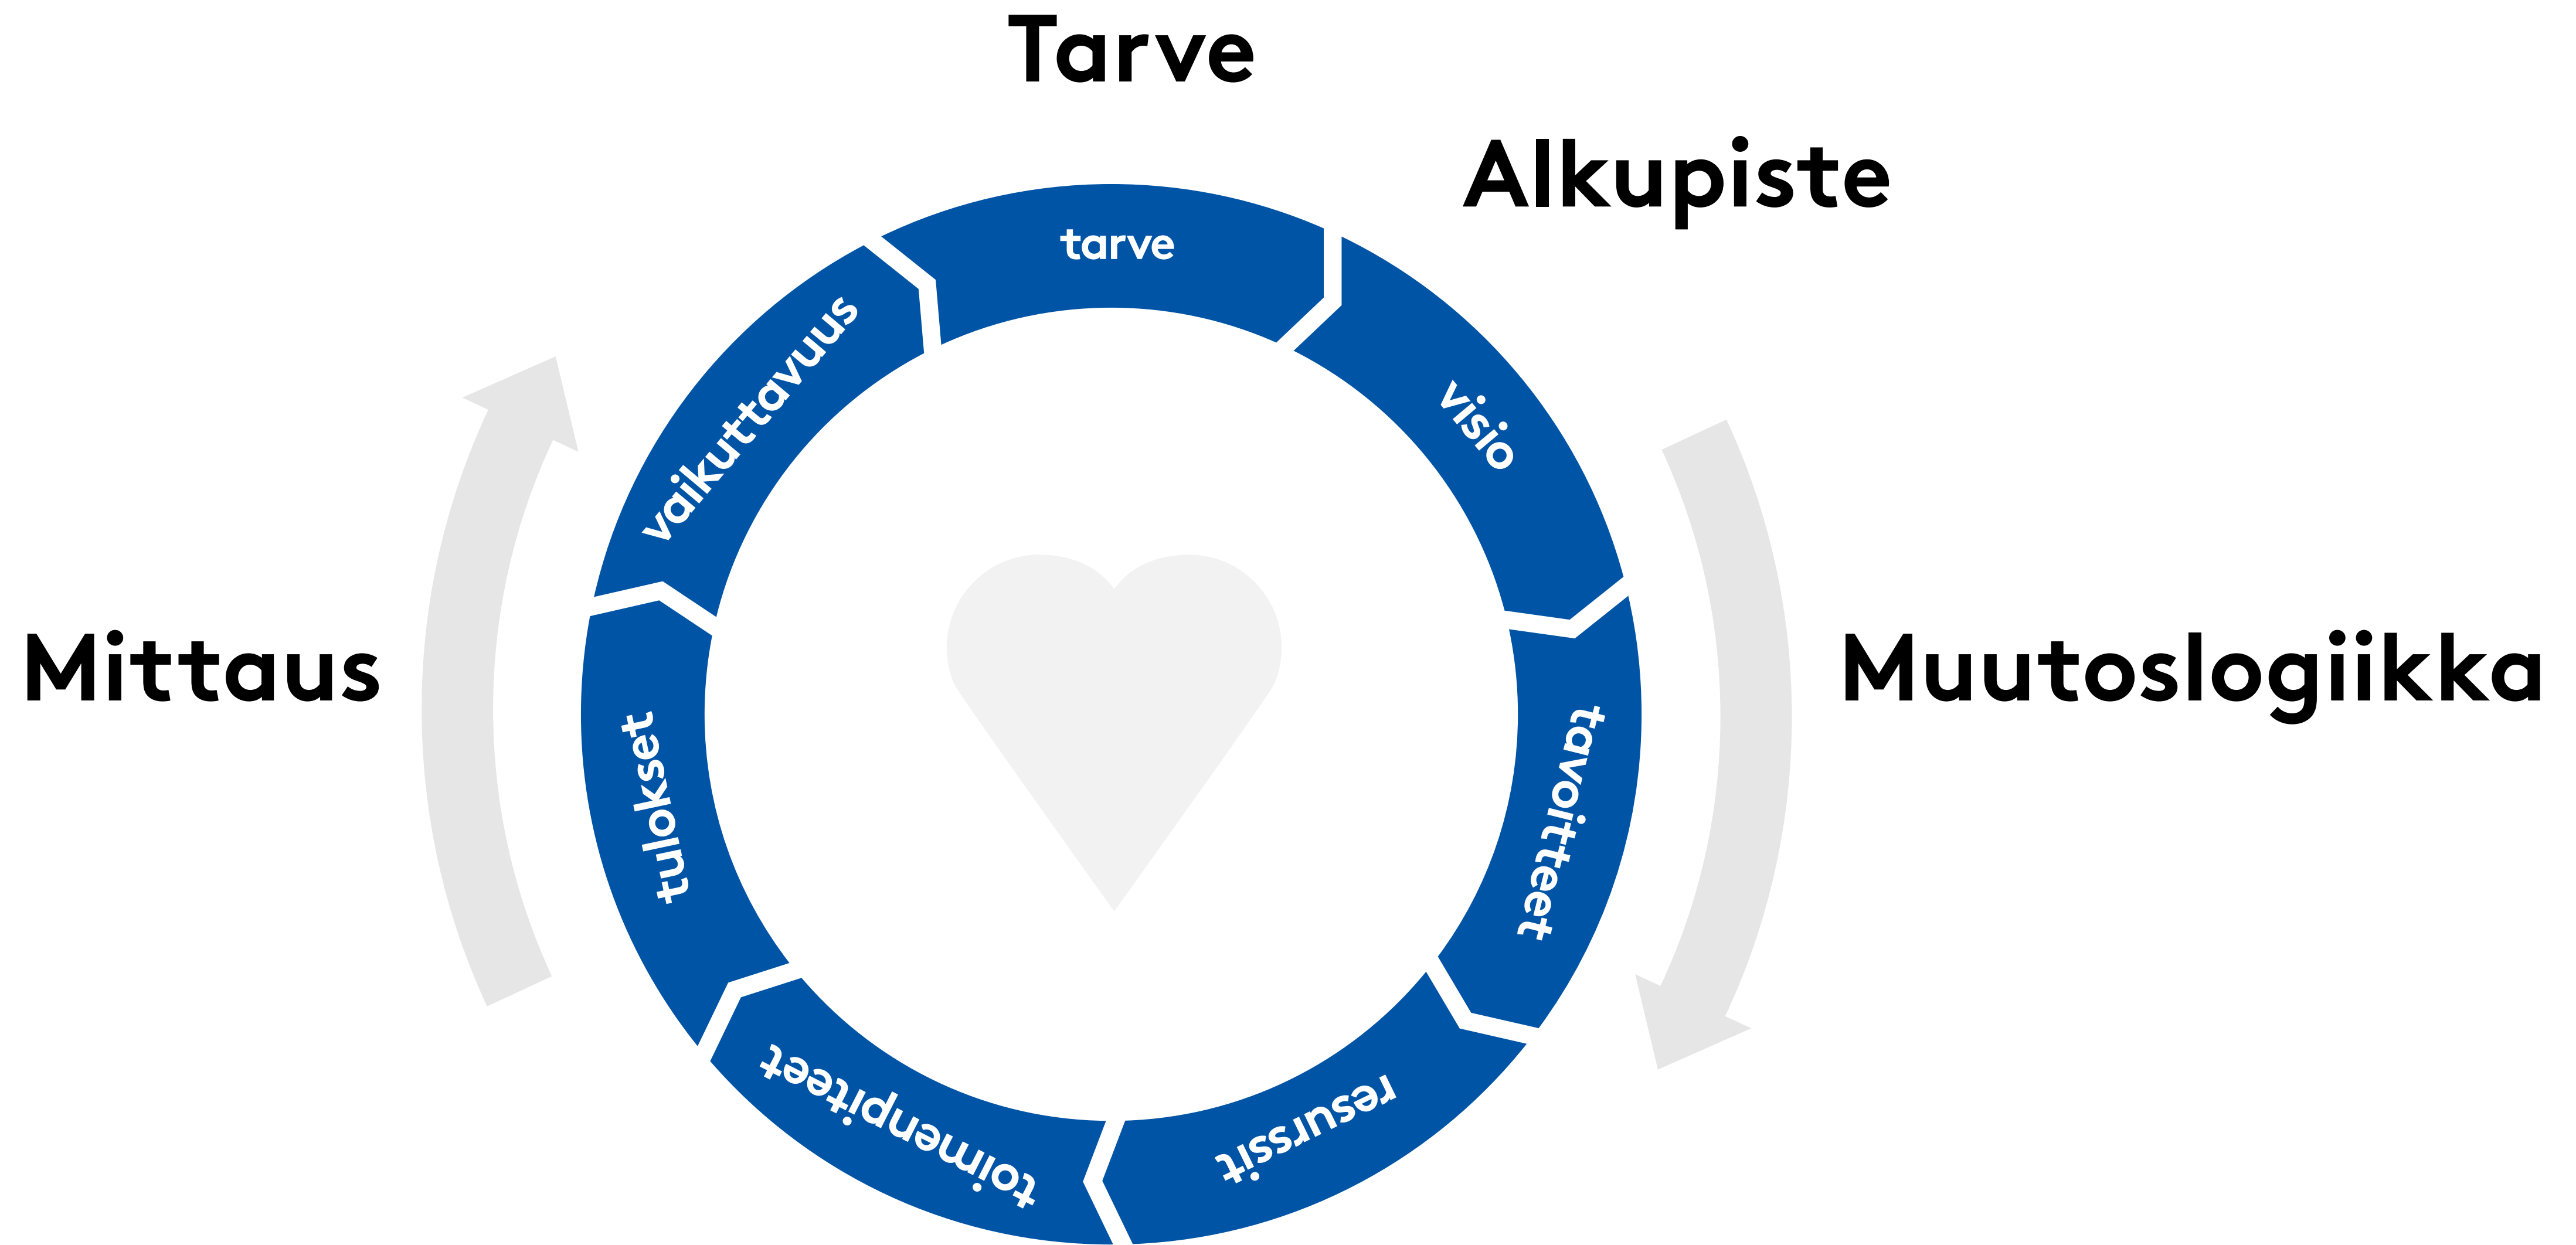 Tarve
Alkupiste
tarve
visio
tavoitteet
resurssit
toimenpiteet
tulokset
vaikuttavuus
Muutoslogiikka
Mittaus